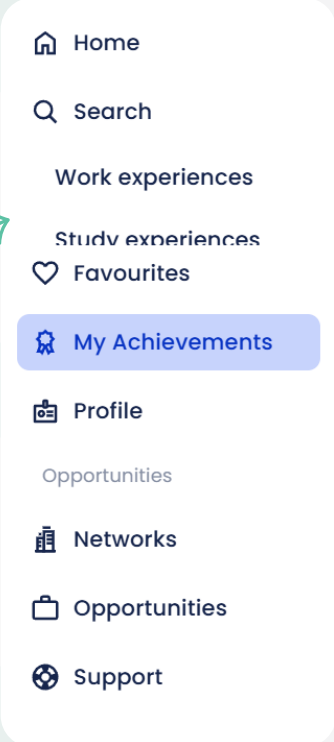 Home
Search
Work experiences
Study experiences
Favourites
My Achievements
Profile
Opportunities
Networks
Opportunities
Support